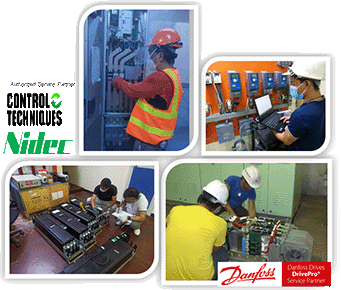 Authorized Service Partner
CONTROL
TECHNIQUES
Nidec
Danfoss
Danfoss Drives
DrivePro®
Service Partner